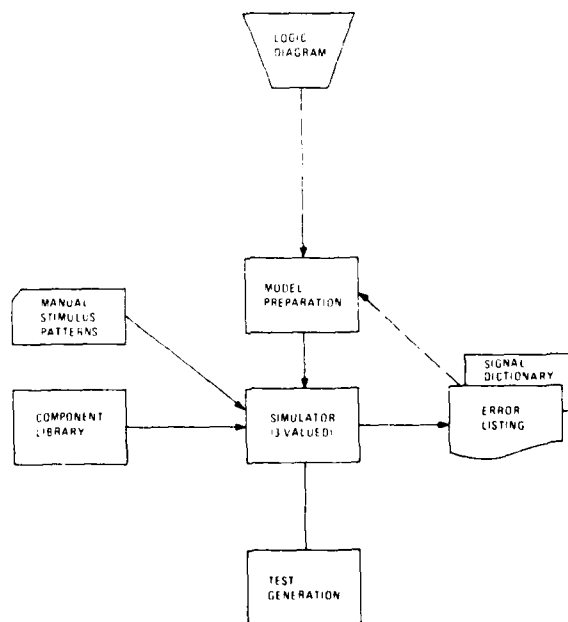 LOGIC
DIAGRAM
MODEL
PREPARATION
MANUAL
STIMULUS
PATTERNS
SIGNAL
DICTIONARY
COMPONENT
LIBRARY
SIMULATOR
(3 VALUED)
ERROR
LISTING
TEST
GENERATION